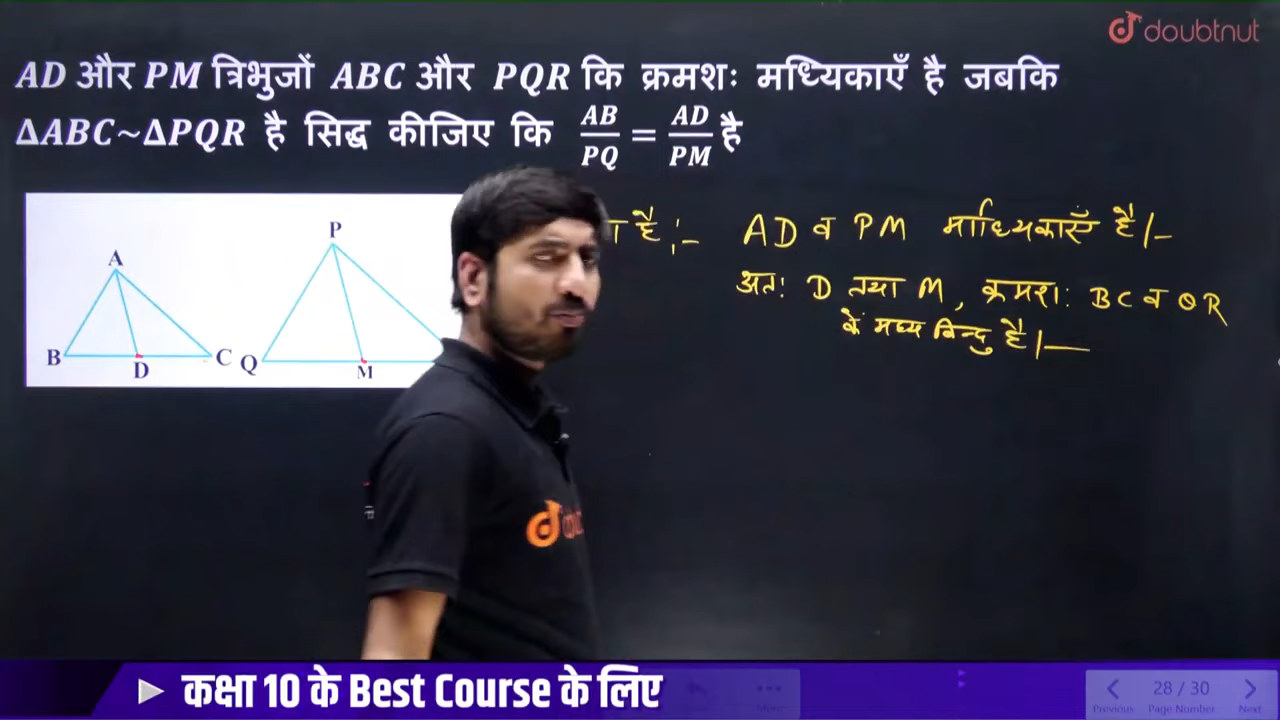 doubtnut
AD और PM त्रिभुजों ABC और PQR कि क्रमशः मध्यिकाएँ है जबकि
ΔABC~ΔPQR है सिद्ध कीजिए कि AB/PQ = AD/PM है
A
B
D
C
P
Q
M
है :- AD व PM माध्यिकाएँ है।-
अतः D तथा M, क्रमशः BC व QR
के मध्य बिन्दु है।—
कक्षा 10 के Best Course के लिए
28 / 30
Previous Page Number Next